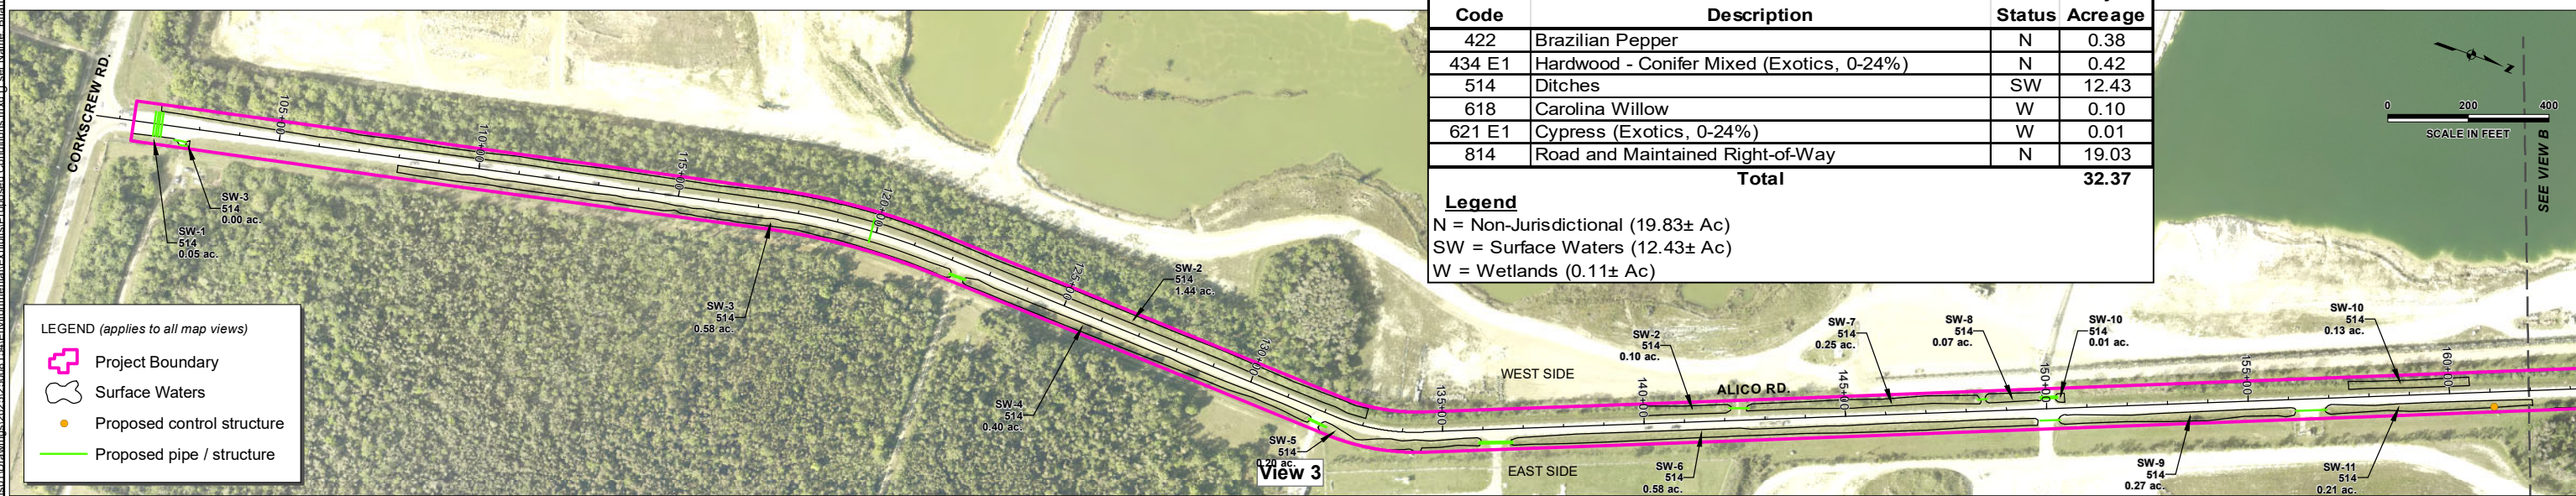 Code Description Status Acreage
422 Brazilian Pepper N 0.38
434 E1 Hardwood - Conifer Mixed (Exotics, 0-24%) N 0.42
514 Ditches SW 12.43
618 Carolina Willow W 0.10
621 E1 Cypress (Exotics, 0-24%) W 0.01
814 Road and Maintained Right-of-Way N 19.03
Total 32.37
Legend
N = Non-Jurisdictional (19.83± Ac)
SW = Surface Waters (12.43± Ac)
W = Wetlands (0.11± Ac)
N
0 200 400
SCALE IN FEET
SEE VIEW B
CORKSCREW RD.
105+00
110+00
115+00
120+00
125+00
130+00
135+00
140+00
145+00
150+00
155+00
160+00
SW-3
514
0.00 ac.
SW-1
514
0.05 ac.
SW-3
514
0.58 ac.
SW-2
514
1.44 ac.
SW-4
514
0.40 ac.
SW-5
514
0.20 ac.
View 3
WEST SIDE
ALICO RD.
EAST SIDE
SW-2
514
0.10 ac.
SW-7
514
0.25 ac.
SW-8
514
0.07 ac.
SW-10
514
0.01 ac.
SW-10
514
0.13 ac.
SW-6
514
0.58 ac.
SW-9
514
0.27 ac.
SW-11
514
0.21 ac.
LEGEND (applies to all map views)
Project Boundary
Surface Waters
Proposed control structure
Proposed pipe / structure